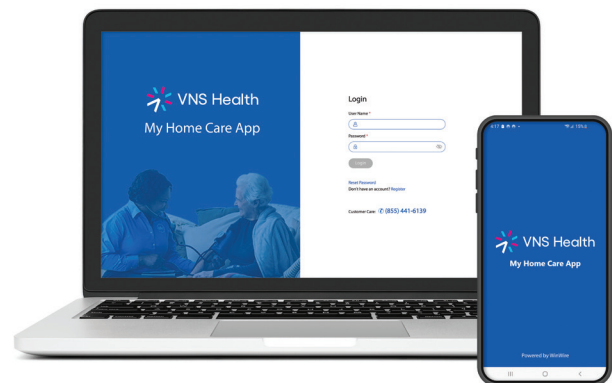 VNS Health
My Home Care App
Login
User Name *
Password *
Login
Reset Password
Don't have an account? Register
Customer Care: (855) 441-6139
VNS Health
My Home Care App
Powered by WinWire